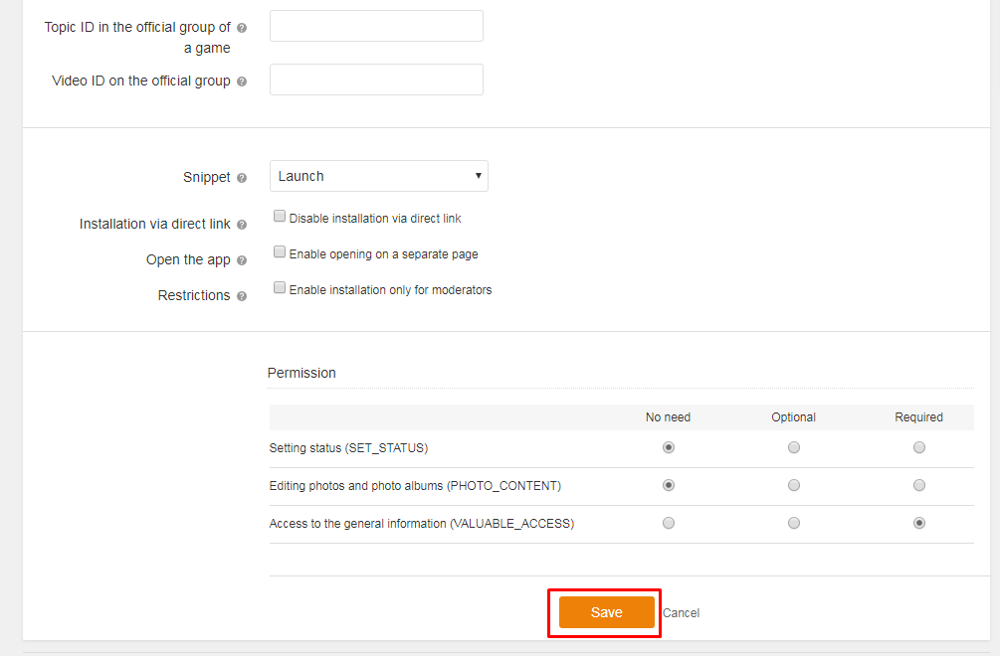 Topic ID in the official group of
a game
Video ID on the official group
Snippet
Launch
Installation via direct link
Disable installation via direct link
Open the app
Enable opening on a separate page
Restrictions
Enable installation only for moderators
Permission
No need Optional Required
Setting status (SET_STATUS)
Editing photos and photo albums (PHOTO_CONTENT)
Access to the general information (VALUABLE_ACCESS)
Save Cancel